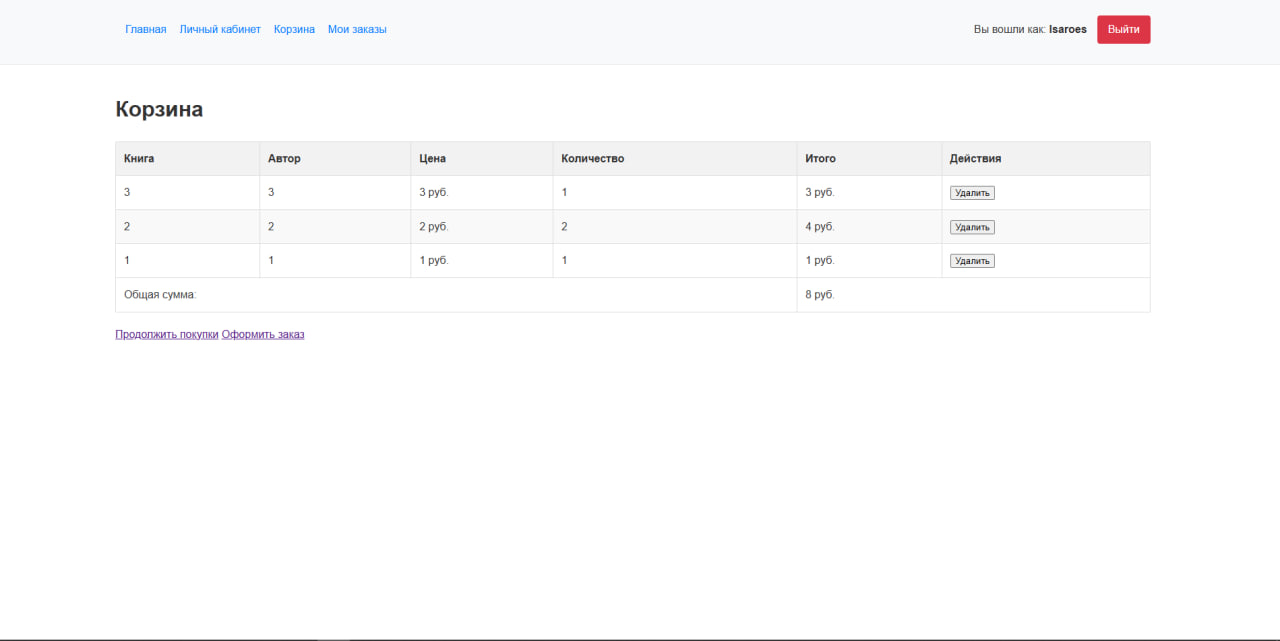 Главная Личный кабинет Корзина Мои заказы Вы вошли как: Isaroes Выйти
Корзина
Книга Автор Цена Количество Итого Действия
3 3 3 руб. 1 3 руб. Удалить
2 2 2 руб. 2 4 руб. Удалить
1 1 1 руб. 1 1 руб. Удалить
Общая сумма: 8 руб.
Продолжить покупки Оформить заказ